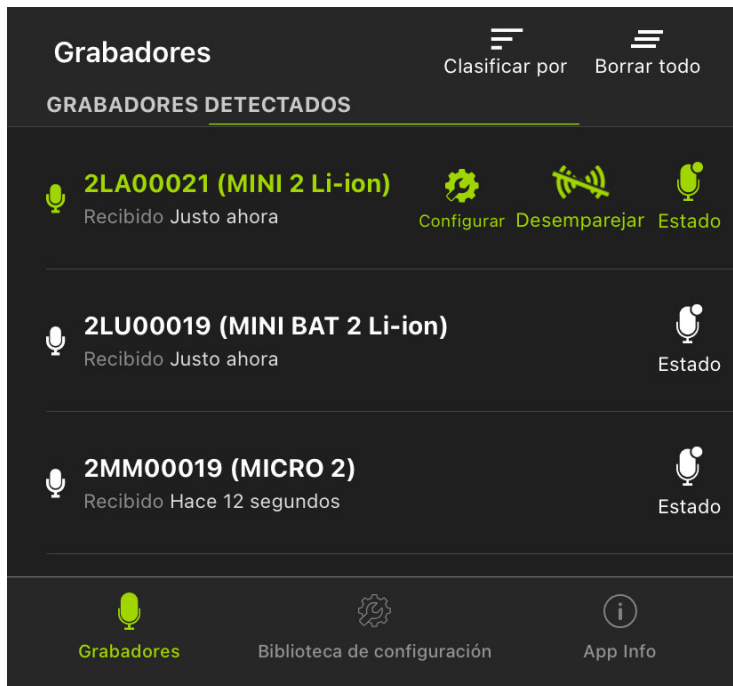 Grabadores
Clasificar por
Borrar todo
GRABADORES DETECTADOS
2LA00021 (MINI 2 Li-ion)
Recibido Justo ahora
Configurar
Desemparejar
Estado
2LU00019 (MINI BAT 2 Li-ion)
Recibido Justo ahora
Estado
2MM00019 (MICRO 2)
Recibido Hace 12 segundos
Estado
Grabadores
Biblioteca de configuración
App Info